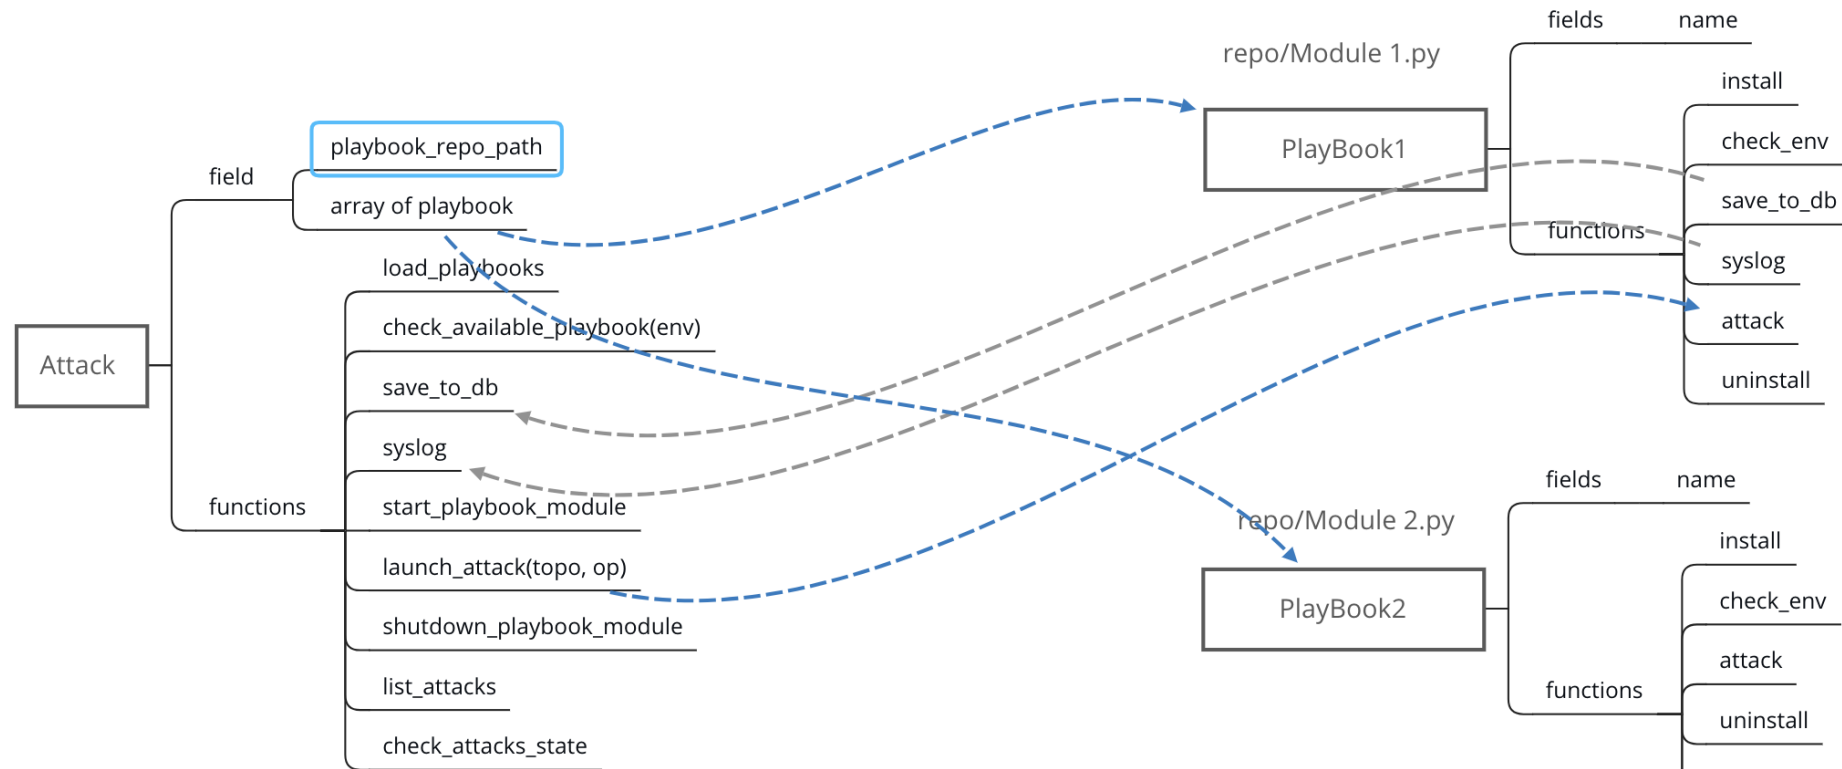 Attack
field
playbook_repo_path
array of playbook
functions
load_playbooks
check_available_playbook(env)
save_to_db
syslog
start_playbook_module
launch_attack(topo, op)
shutdown_playbook_module
list_attacks
check_attacks_state
repo/Module 1.py
PlayBook1
fields
name
functions
install
check_env
save_to_db
syslog
attack
uninstall
repo/Module 2.py
PlayBook2
fields
name
functions
install
check_env
attack
uninstall